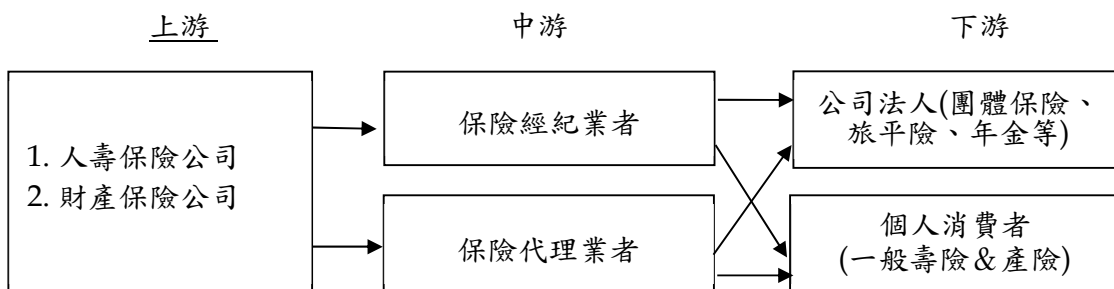 上游
中游
下游
1. 人壽保險公司
2. 財產保險公司
保險經紀業者
保險代理業者
公司法人(團體保險、
旅平險、年金等)
個人消費者
(一般壽險＆產險)